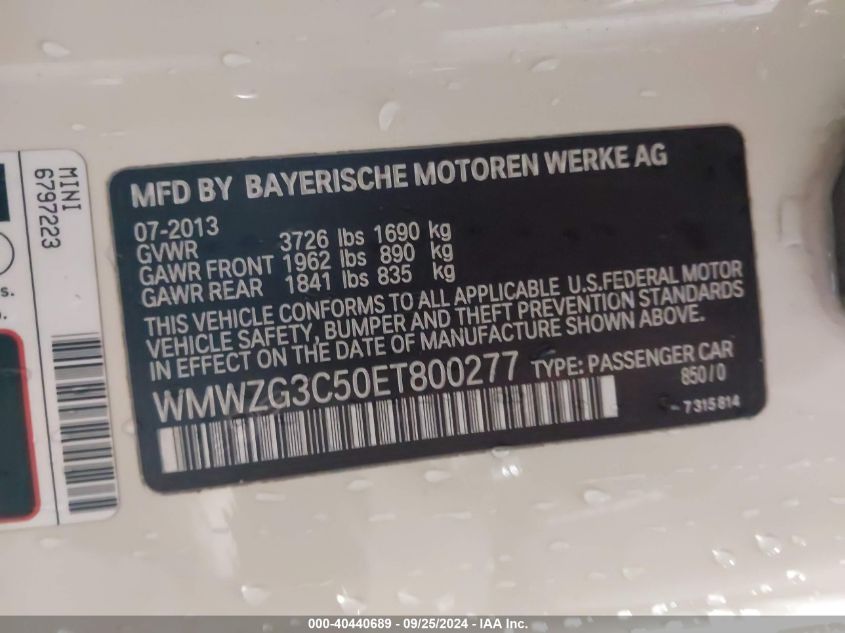 MINI
6797223
s.
MFD BY BAYERISCHE MOTOREN WERKE AG
07-2013
GVWR 3726 lbs 1690 kg
GAWR FRONT 1962 lbs 890 kg
GAWR REAR 1841 lbs 835 kg
THIS VEHICLE CONFORMS TO ALL APPLICABLE U.S.FEDERAL MOTOR
VEHICLE SAFETY, BUMPER AND THEFT PREVENTION STANDARDS
IN EFFECT ON THE DATE OF MANUFACTURE SHOWN ABOVE.
WMWZG3C50ET800277 TYPE: PASSENGER CAR
850/0
7315814
000-40440689 - 09/25/2024 - IAA Inc.